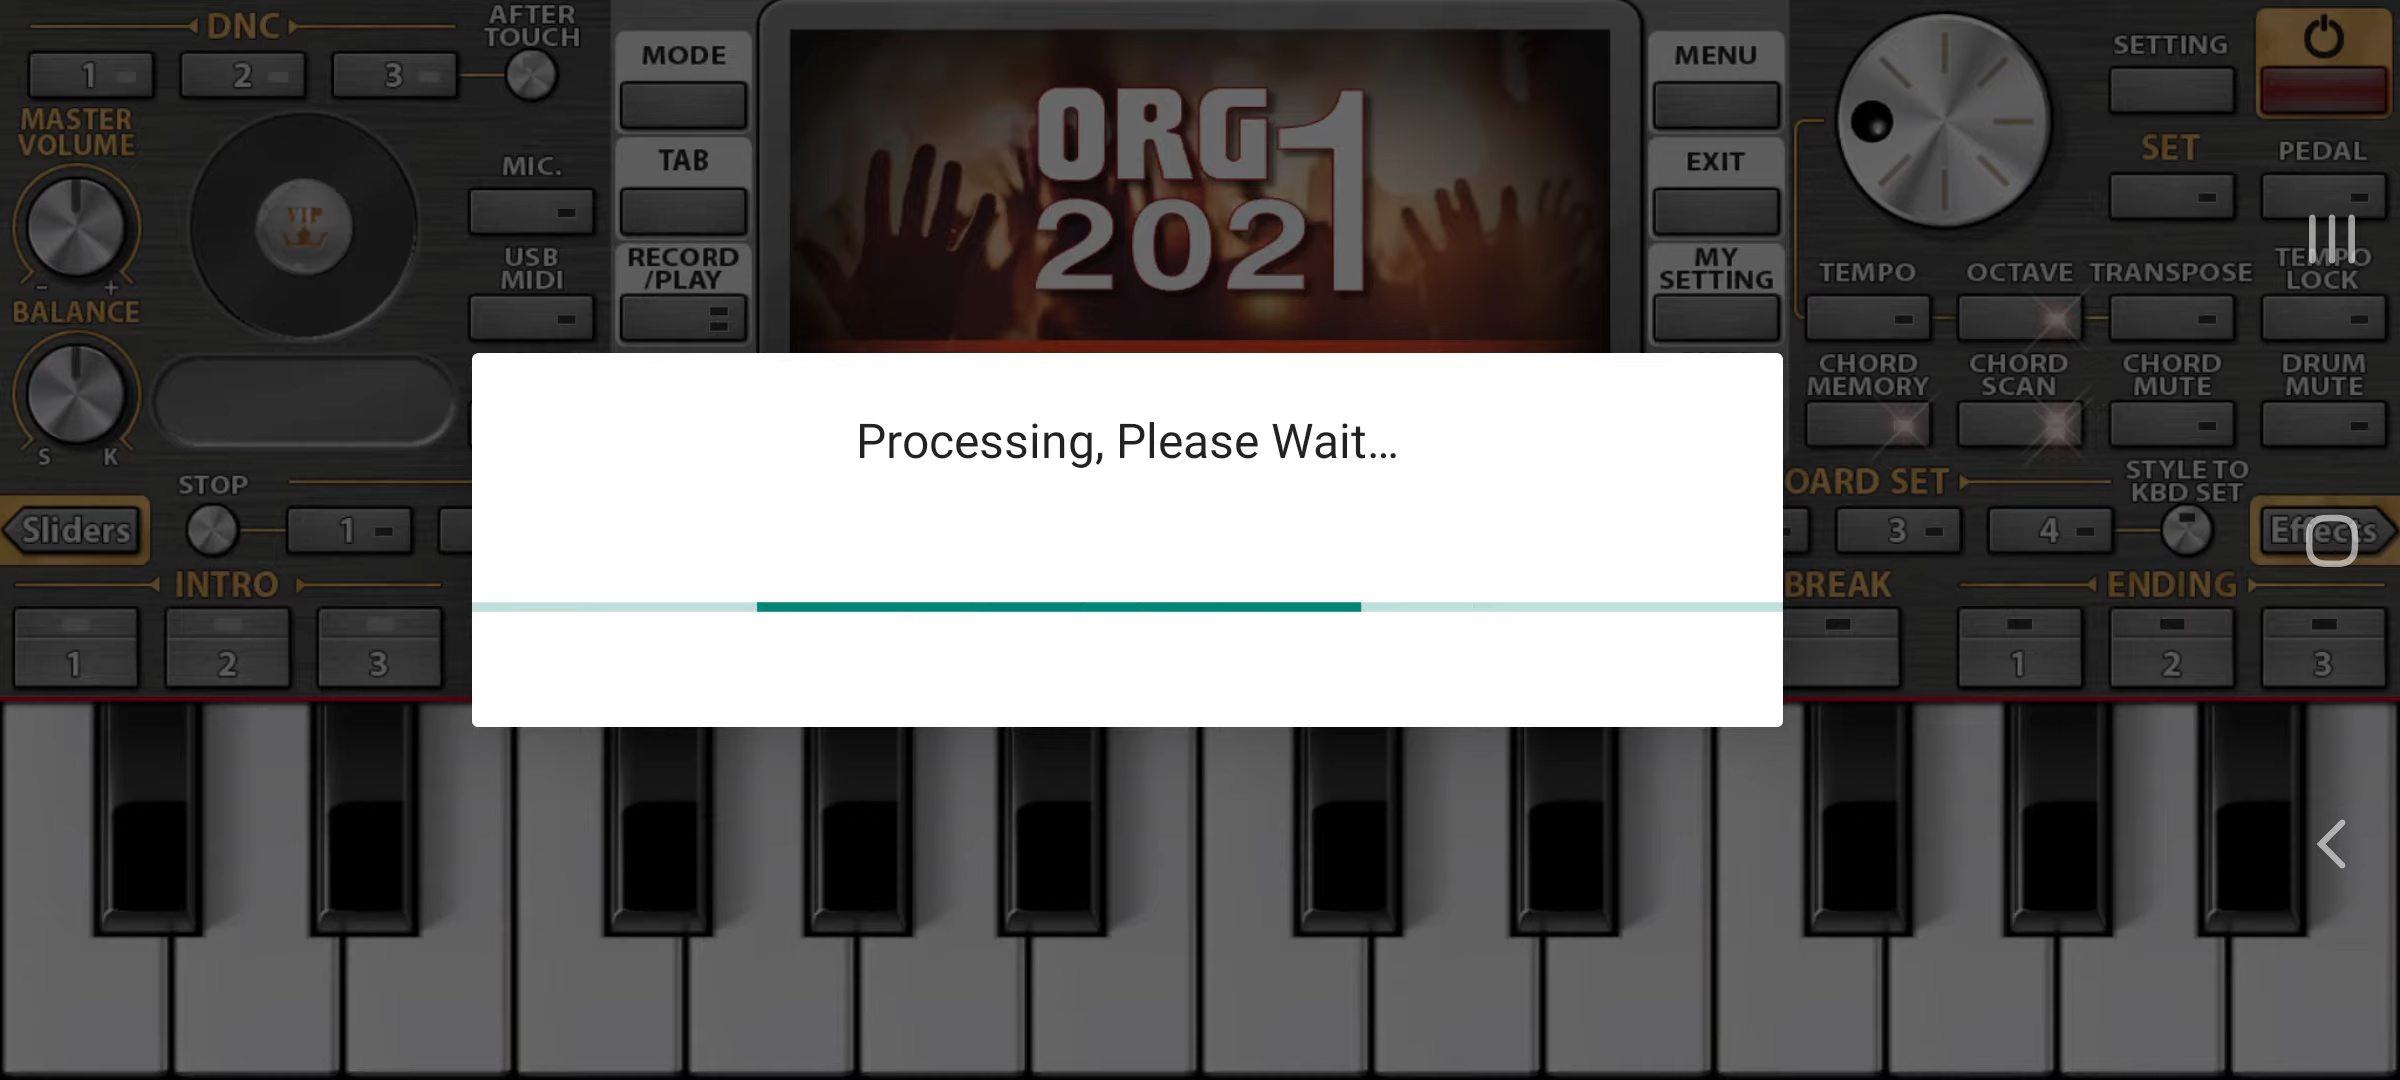 DNC
AFTER
TOUCH
1
2
3
MASTER
VOLUME
- +
VIP
MIC.
USB
MIDI
BALANCE
S K
MODE
TAB
RECORD
/PLAY
ORG
2021
MENU
EXIT
MY
SETTING
SETTING
SET
PEDAL
TEMPO
OCTAVE
TRANSPOSE
TEMPO
LOCK
CHORD
MEMORY
CHORD
SCAN
CHORD
MUTE
DRUM
MUTE
Processing, Please Wait...
STOP
Sliders
1
OARD SET
STYLE TO
KBD SET
3
4
Effects
INTRO
1
2
3
BREAK
ENDING
1
2
3